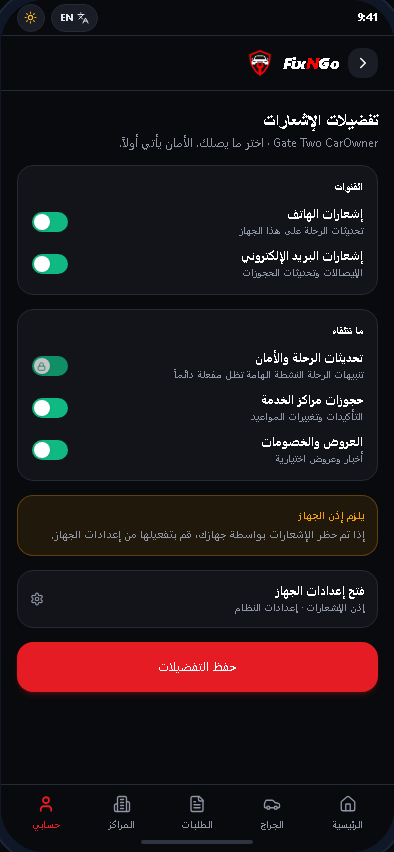 9:41
EN
FixNGo
تفضيلات الإشعارات
Gate Two CarOwner · اختر ما يصلك. الأمان يأتي أولاً.
القنوات
إشعارات الهاتف
تحديثات الرحلة على هذا الجهاز
إشعارات البريد الإلكتروني
الإيصالات وتحديثات الحجوزات
ما تتلقاه
تحديثات الرحلة والأمان
تنبيهات الرحلة النشطة الهامة تظل مفعلة دائماً
حجوزات مراكز الخدمة
التأكيدات وتغييرات المواعيد
العروض والخصومات
أخبار وعروض اختيارية
يلزم إذن الجهاز
إذا تم حظر الإشعارات بواسطة جهازك، قم بتفعيلها من إعدادات الجهاز.
فتح إعدادات الجهاز
إذن الإشعارات · إعدادات النظام
حفظ التفضيلات
الرئيسية
الجراج
الطلبات
المراكز
حسابي